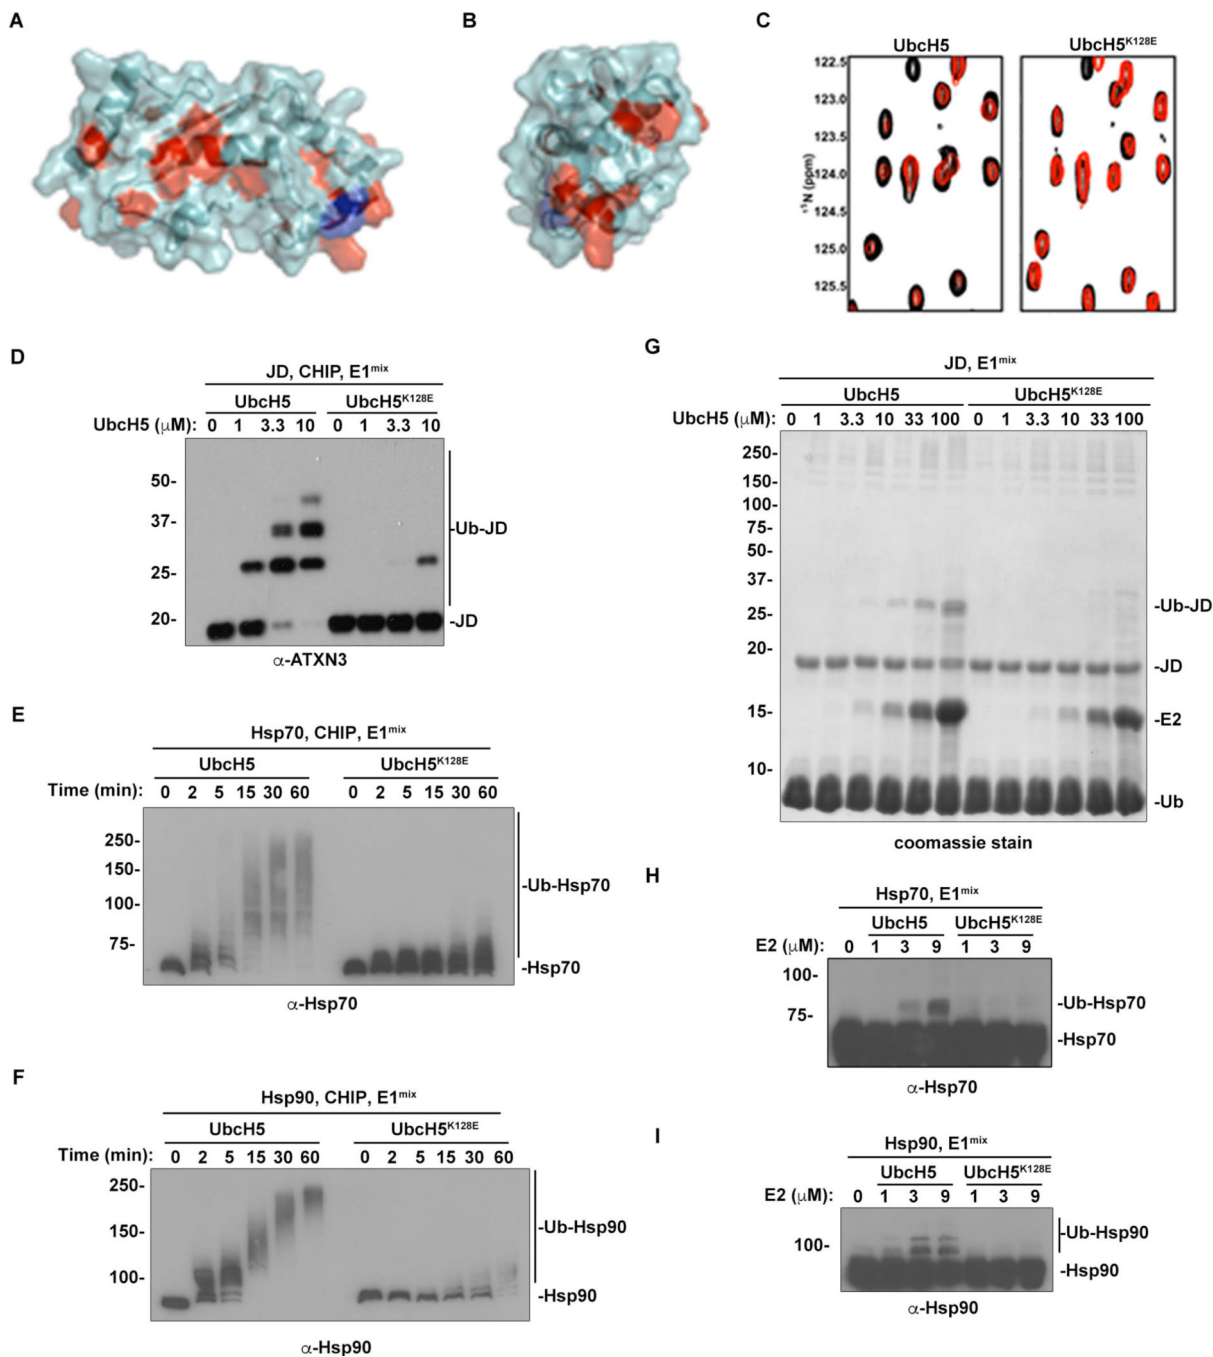 A
B
C
UbcH5
UbcH5K128E
122.5
123.0
123.5
124.0
124.5
125.0
125.5
15N (ppm)
D
JD, CHIP, E1mix
UbcH5
UbcH5K128E
UbcH5 (μM): 0 1 3.3 10 0 1 3.3 10
50-
37-
25-
20-
-Ub-JD
-JD
α-ATXN3
E
Hsp70, CHIP, E1mix
UbcH5
UbcH5K128E
Time (min): 0 2 5 15 30 60 0 2 5 15 30 60
250-
150-
100-
75-
-Ub-Hsp70
-Hsp70
α-Hsp70
F
Hsp90, CHIP, E1mix
UbcH5
UbcH5K128E
Time (min): 0 2 5 15 30 60 0 2 5 15 30 60
250-
150-
100-
-Ub-Hsp90
-Hsp90
α-Hsp90
G
JD, E1mix
UbcH5
UbcH5K128E
UbcH5 (μM): 0 1 3.3 10 33 100 0 1 3.3 10 33 100
250-
150-
100-
75-
50-
37-
25-
20-
15-
10-
-Ub-JD
-JD
-E2
-Ub
coomassie stain
H
Hsp70, E1mix
UbcH5
UbcH5K128E
E2 (μM): 0 1 3 9 1 3 9
100-
75-
-Ub-Hsp70
-Hsp70
α-Hsp70
I
Hsp90, E1mix
UbcH5
UbcH5K128E
E2 (μM): 0 1 3 9 1 3 9
100-
-Ub-Hsp90
-Hsp90
α-Hsp90